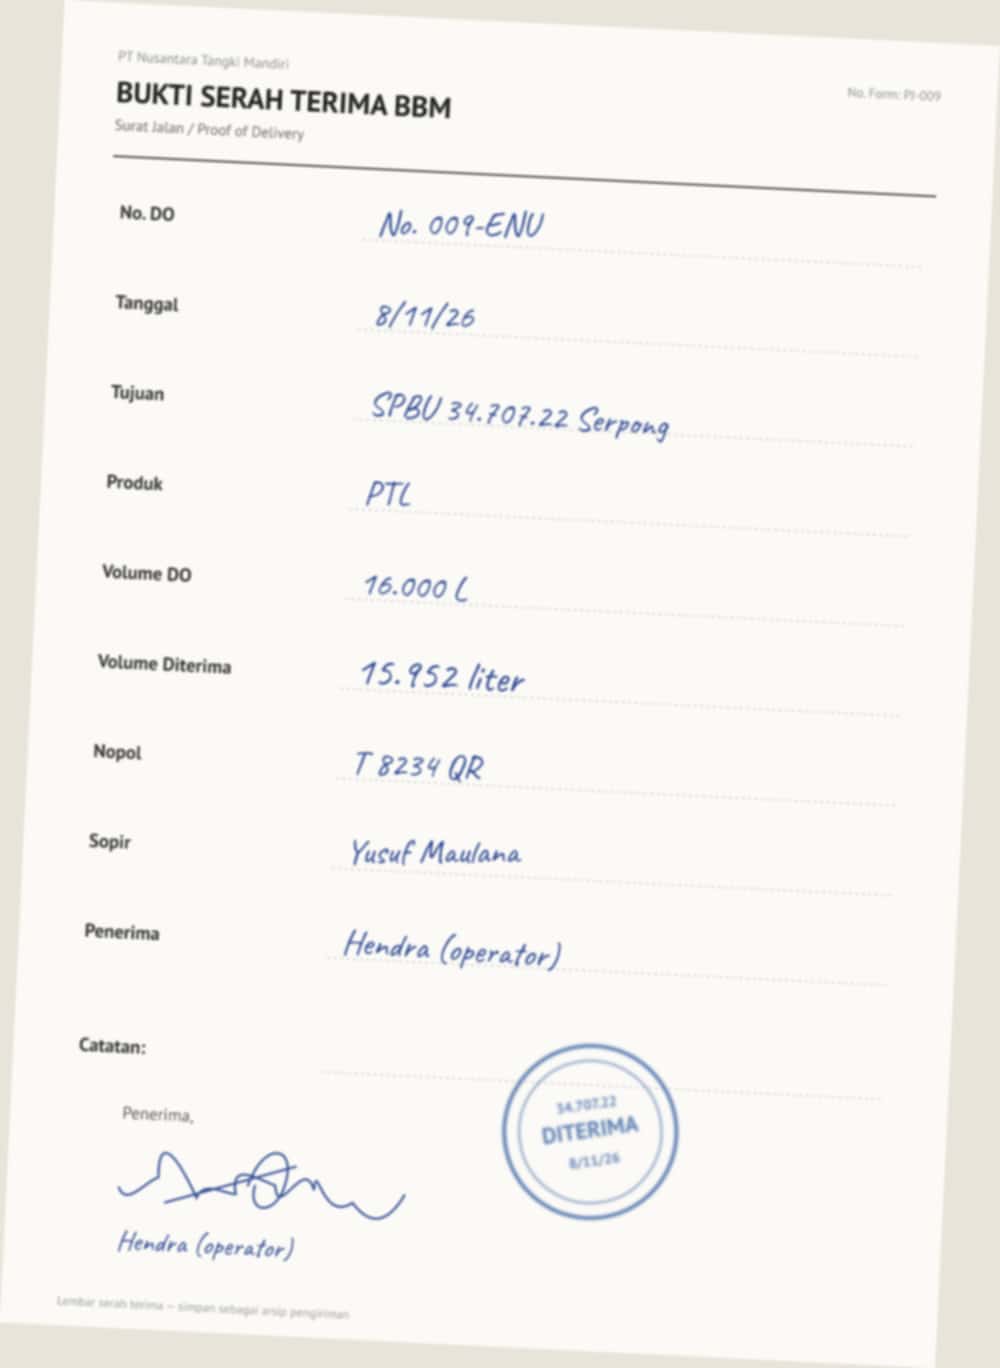 PT Nusantara Tangki Mandiri
BUKTI SERAH TERIMA BBM
Surat Jalan / Proof of Delivery
No. Form: PJ-009
No. DO No. 009-ENU
Tanggal 8/11/26
Tujuan SPBU 34.707.22 Serpong
Produk PTL
Volume DO 16.000 L
Volume Diterima 15.952 liter
Nopol T 8234 QR
Sopir Yusuf Maulana
Penerima Hendra (operator)
Catatan:
Penerima,
34.707.22
DITERIMA
8/11/26
Hendra (operator)
Lembar serah terima – simpan sebagai arsip pengiriman